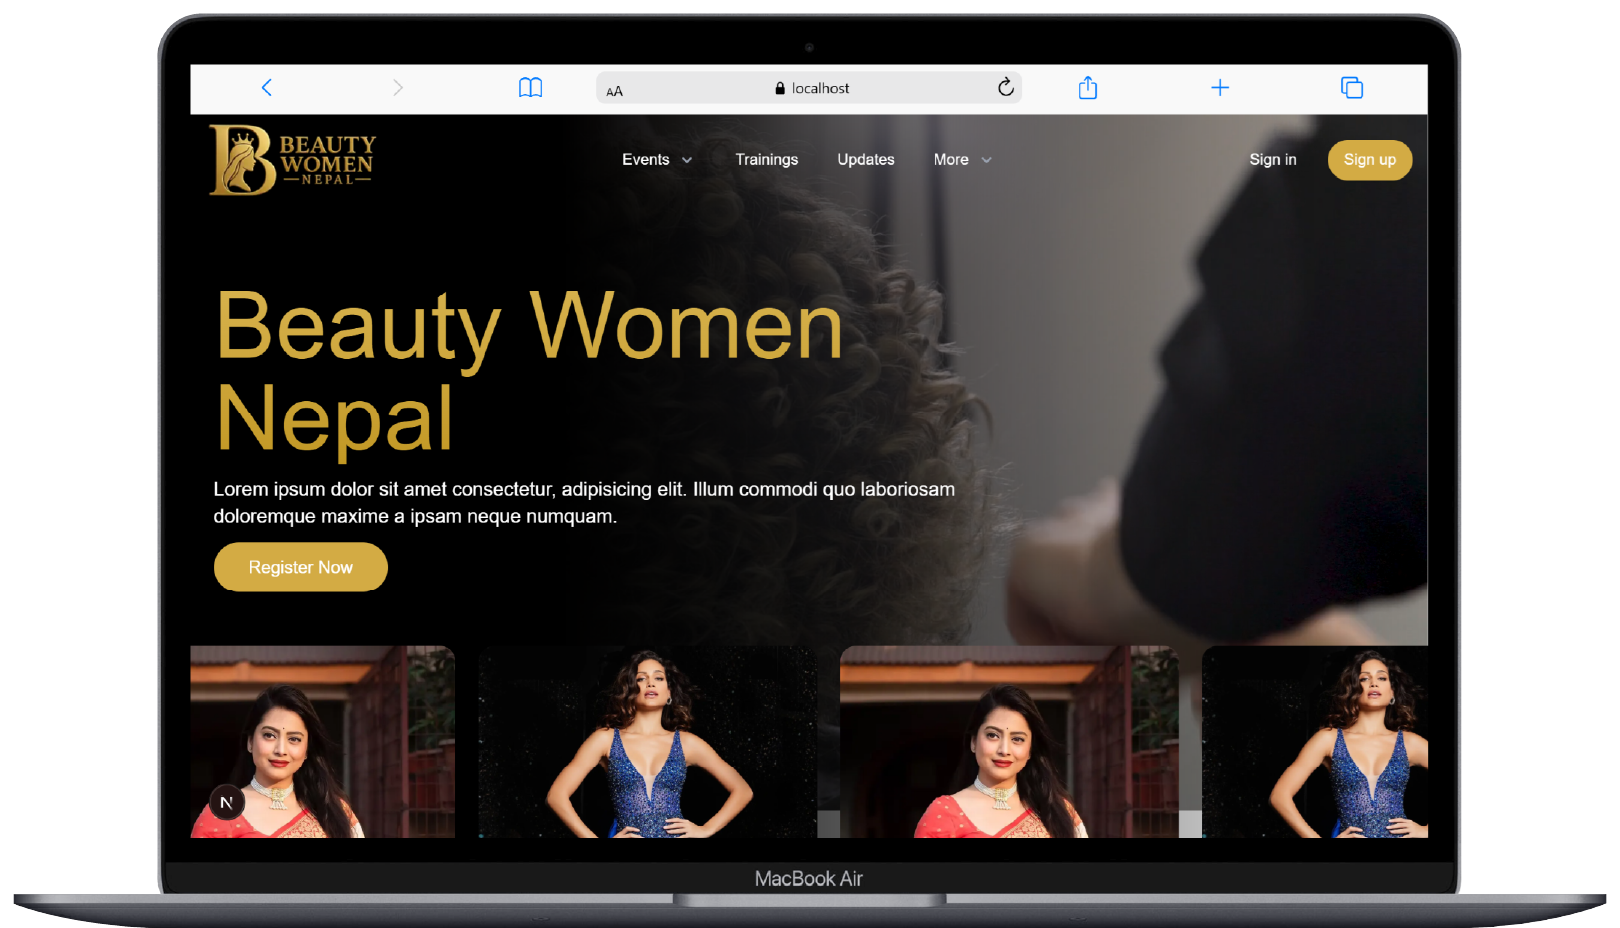 AA localhost
BEAUTY
WOMEN
NEPAL
Events Trainings Updates More Sign in Sign up
Beauty Women
Nepal
Lorem ipsum dolor sit amet consectetur, adipisicing elit. Illum commodi quo laboriosam
doloremque maxime a ipsam neque numquam.
Register Now
N
MacBook Air